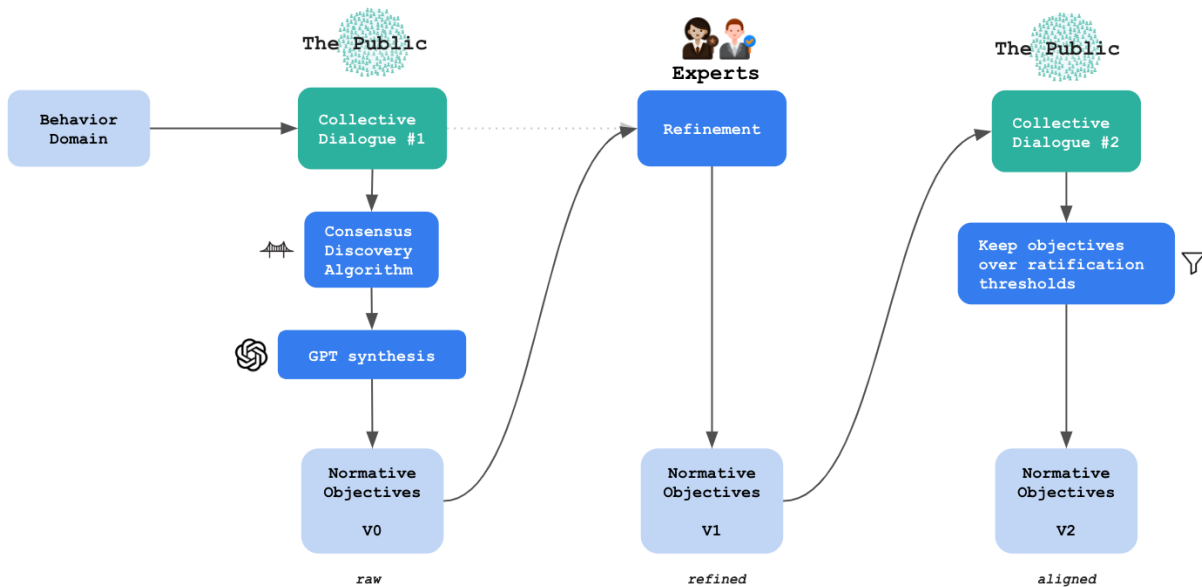 The Public
Experts
The Public
Behavior
Domain
Collective
Dialogue #1
Refinement
Collective
Dialogue #2
Consensus
Discovery
Algorithm
Keep objectives
over ratification
thresholds
GPT synthesis
Normative
Objectives
V0
Normative
Objectives
V1
Normative
Objectives
V2
raw
refined
aligned